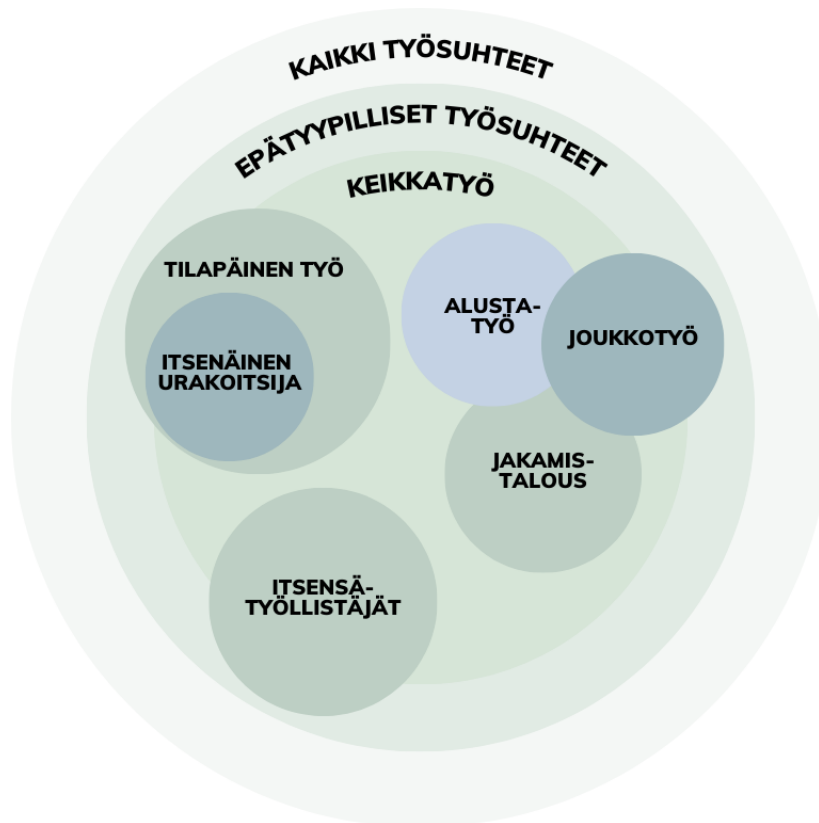 KAIKKI TYÖSUHTEET
EPÄTYYPILLISET TYÖSUHTEET
KEIKKATYÖ
TILAPÄINEN TYÖ
ITSENÄINEN
URAKOITSIJA
ALUSTA-
TYÖ
JOUKKOTYÖ
JAKAMIS-
TALOUS
ITSENSÄ-
TYÖLLISTÄJÄT